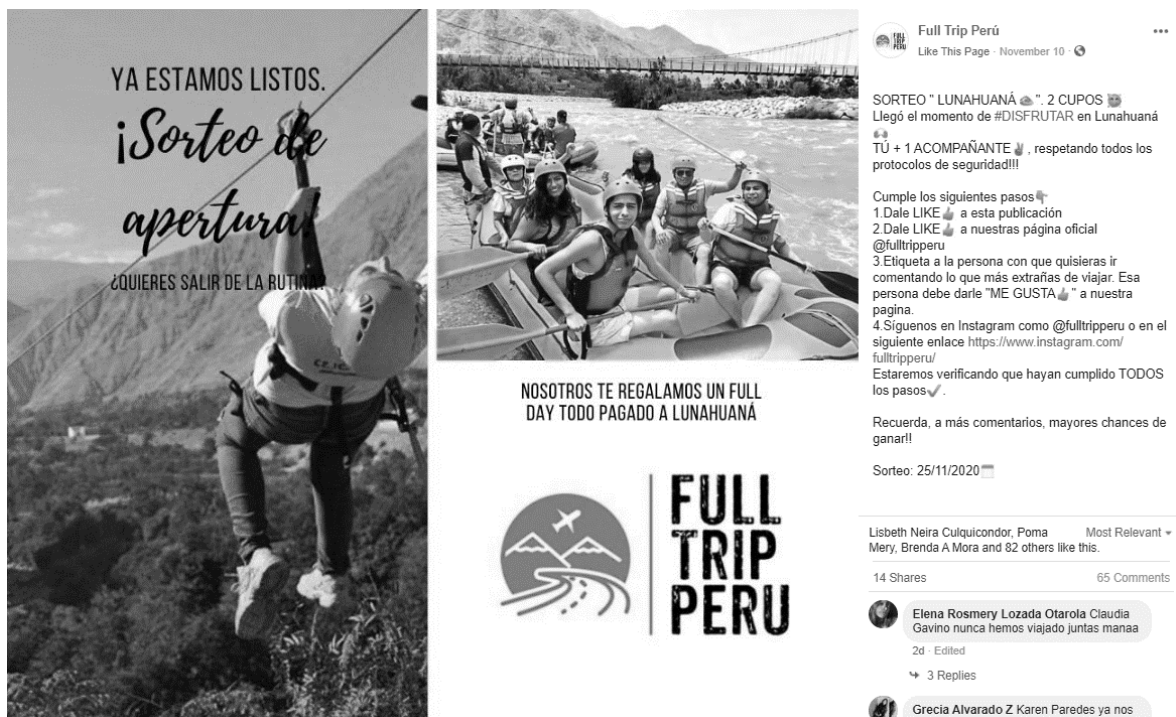 YA ESTAMOS LISTOS.
¡Sorteo de
apertura!
¿QUIERES SALIR DE LA RUTINA?
NOSOTROS TE REGALAMOS UN FULL
DAY TODO PAGADO A LUNAHUANÁ
FULL
TRIP
PERU
FULL
TRIP
PERU
Full Trip Perú
Like This Page · November 10 ·
SORTEO " LUNAHUANÁ ". 2 CUPOS
Llegó el momento de #DISFRUTAR en Lunahuaná
TÚ + 1 ACOMPAÑANTE , respetando todos los
protocolos de seguridad!!!
Cumple los siguientes pasos
1.Dale LIKE a esta publicación
2.Dale LIKE a nuestras página oficial
@fulltripperu
3.Etiqueta a la persona con que quisieras ir
comentando lo que más extrañas de viajar. Esa
persona debe darle "ME GUSTA " a nuestra
pagina.
4.Síguenos en Instagram como @fulltripperu o en el
siguiente enlace https://www.instagram.com/
fulltripperu/
Estaremos verificando que hayan cumplido TODOS
los pasos .
Recuerda, a más comentarios, mayores chances de
ganar!!
Sorteo: 25/11/2020
Lisbeth Neira Culquicondor, Poma
Mery, Brenda A Mora and 82 others like this.
Most Relevant
14 Shares
65 Comments
Elena Rosmery Lozada Otarola Claudia
Gavino nunca hemos viajado juntas manaa
2d · Edited
3 Replies
Grecia Alvarado Z Karen Paredes ya nos